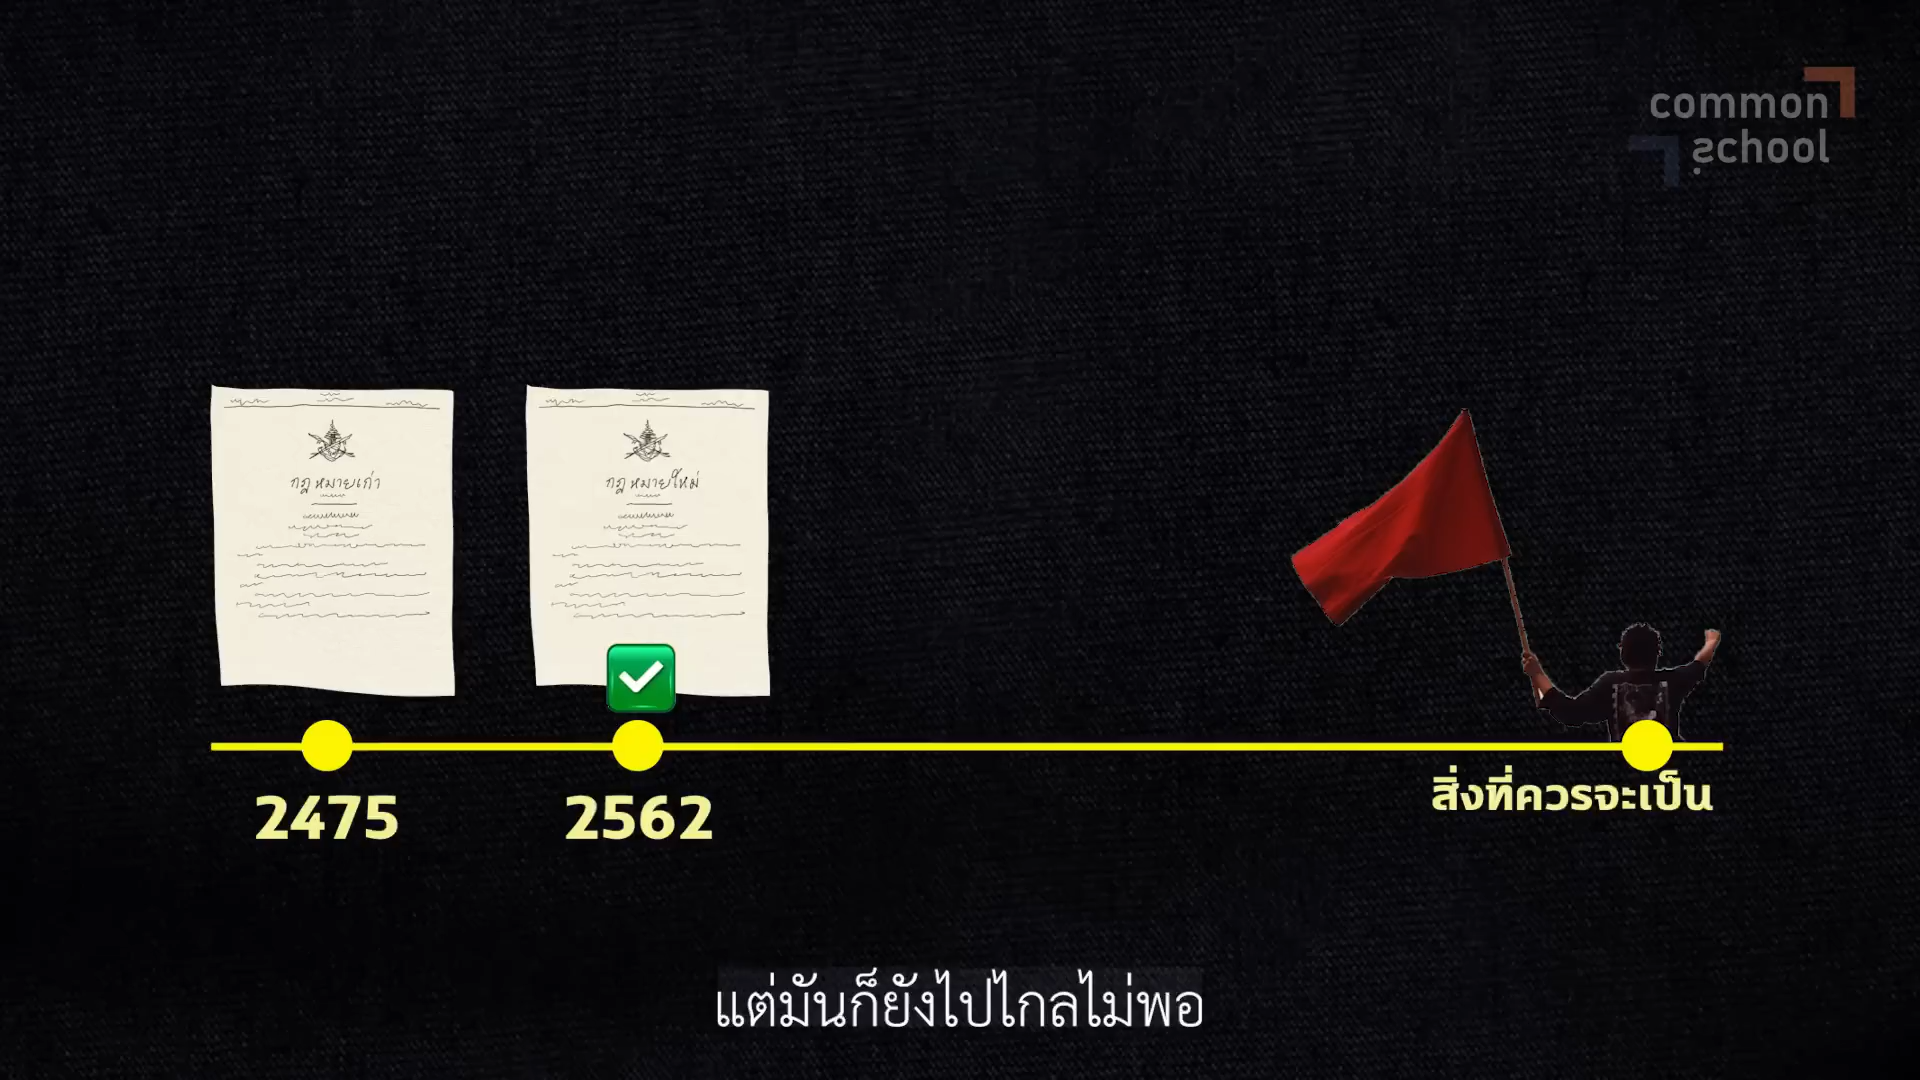 common
school
กฎหมายเก่า
กฎหมายใหม่
2475
2562
สิ่งที่ควรจะเป็น
แต่มันก็ยังไปไกลไม่พอ